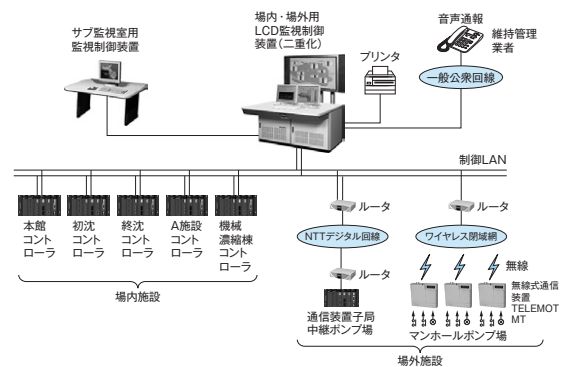 サブ監視室用
監視制御装置
場内・場外用
LCD監視制御
装置(二重化)
プリンタ
音声通報
維持管理
業者
一般公衆回線
制御LAN
本館
コント
ローラ
初沈
コント
ローラ
終沈
コント
ローラ
A施設
コント
ローラ
機械
濃縮棟
コント
ローラ
場内施設
ルータ
NTTデジタル回線
ルータ
通信装置子局
中継ポンプ場
ルータ
ワイヤレス閉域網
無線
無線式通信
装置
TELEMOT
MT
マンホールポンプ場
場外施設